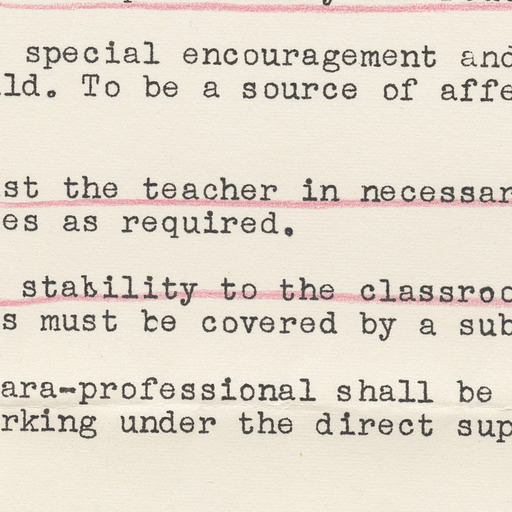 special encouragement and
ld. To be a source of affe
st the teacher in necessar
es as required.
stability to the classroo
s must be covered by a sub
ara-professional shall be
rking under the direct sup